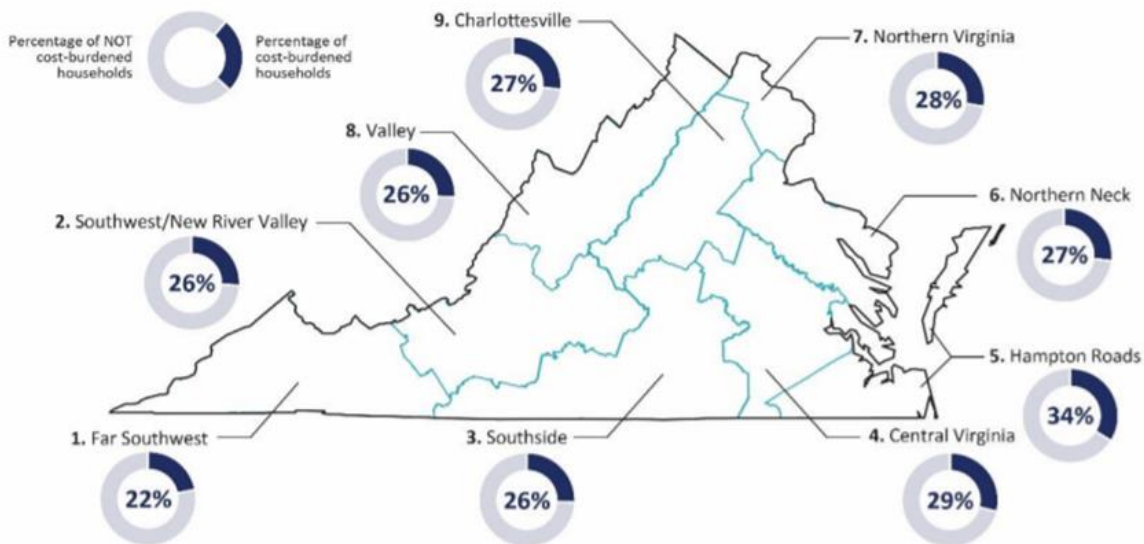 Percentage of NOT
cost-burdened
households
Percentage of
cost-burdened
households
9. Charlottesville
27%
7. Northern Virginia
28%
8. Valley
26%
2. Southwest/New River Valley
26%
6. Northern Neck
27%
5. Hampton Roads
34%
1. Far Southwest
22%
3. Southside
26%
4. Central Virginia
29%